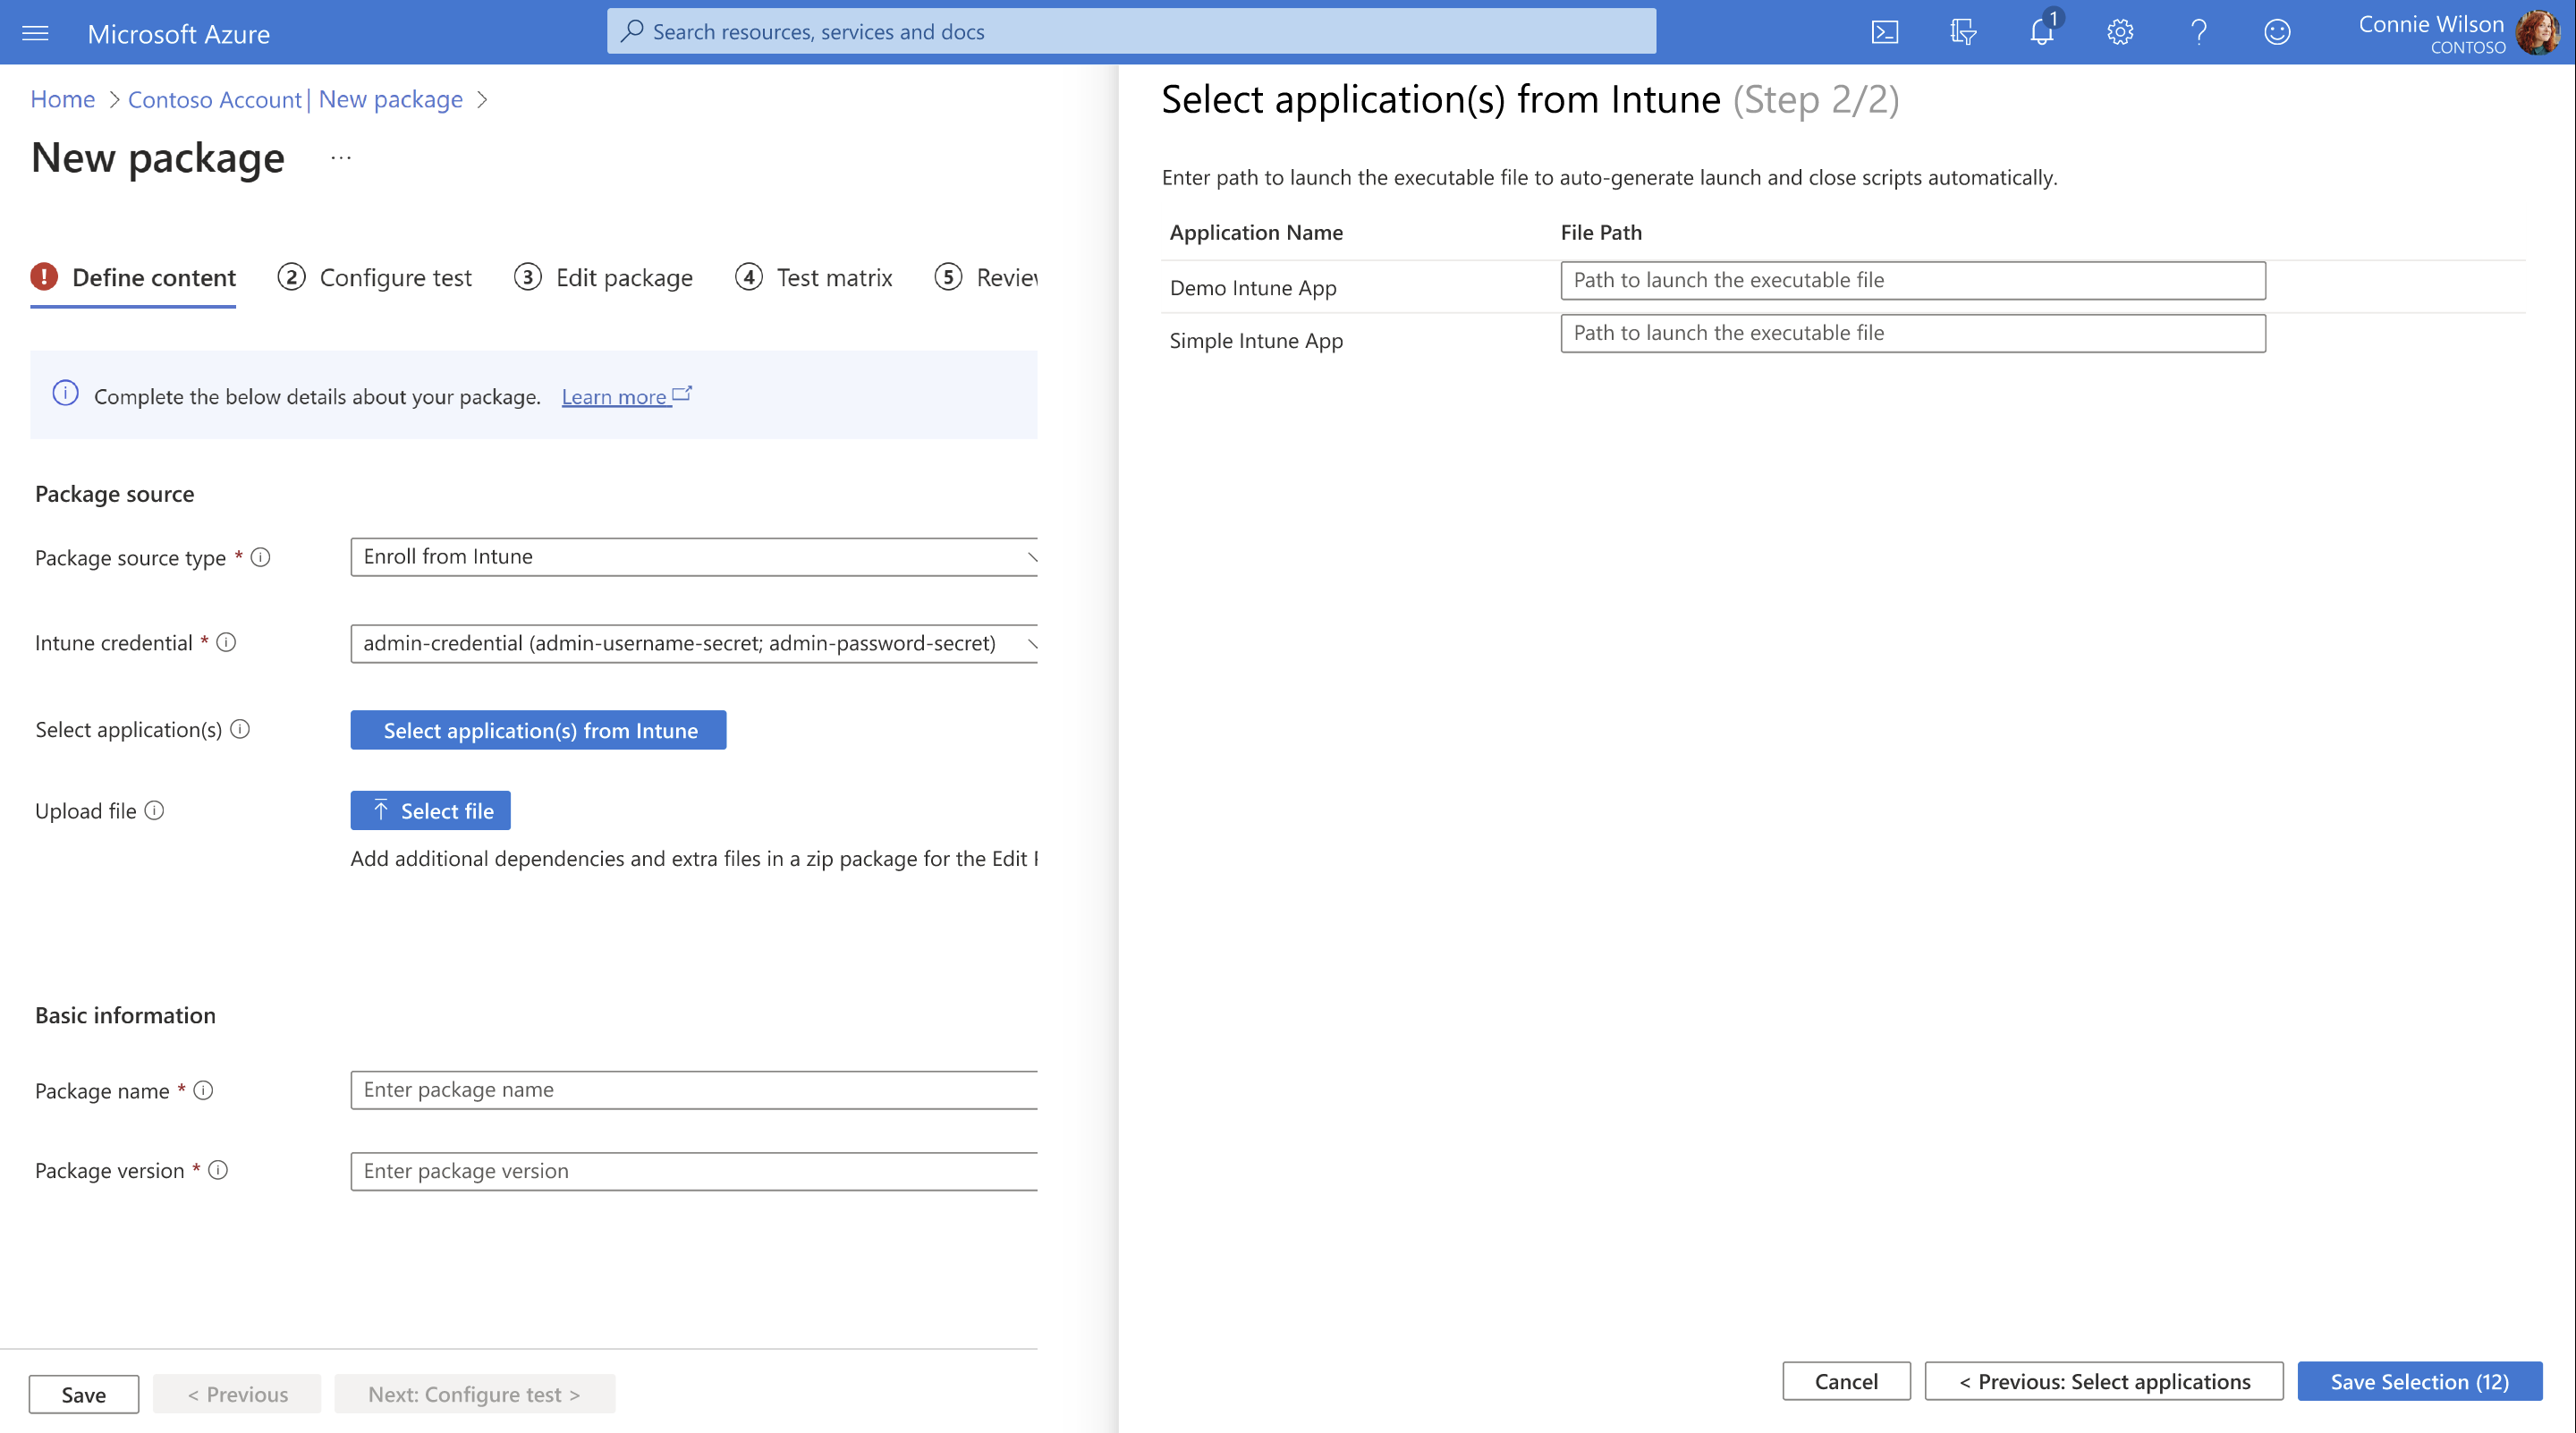 Microsoft Azure
Search resources, services and docs
1
Connie Wilson
CONTOSO
Home > Contoso Account | New package >
New package ...
! Define content
2 Configure test
3 Edit package
4 Test matrix
5
Complete the below details about your package. Learn more
Package source
Package source type *
Enroll from Intune
Intune credential *
admin-credential (admin-username-secret; admin-password-secret)
Select application(s)
Select application(s) from Intune
Upload file
Select file
Add additional dependencies and extra files in a zip package for the Edit
Basic information
Package name *
Enter package name
Package version *
Enter package version
Save
< Previous
Next: Configure test >
Select application(s) from Intune (Step 2/2)
Enter path to launch the executable file to auto-generate launch and close scripts automatically.
Application Name File Path
Demo Intune App Path to launch the executable file
Simple Intune App Path to launch the executable file
Cancel
< Previous: Select applications
Save Selection (12)